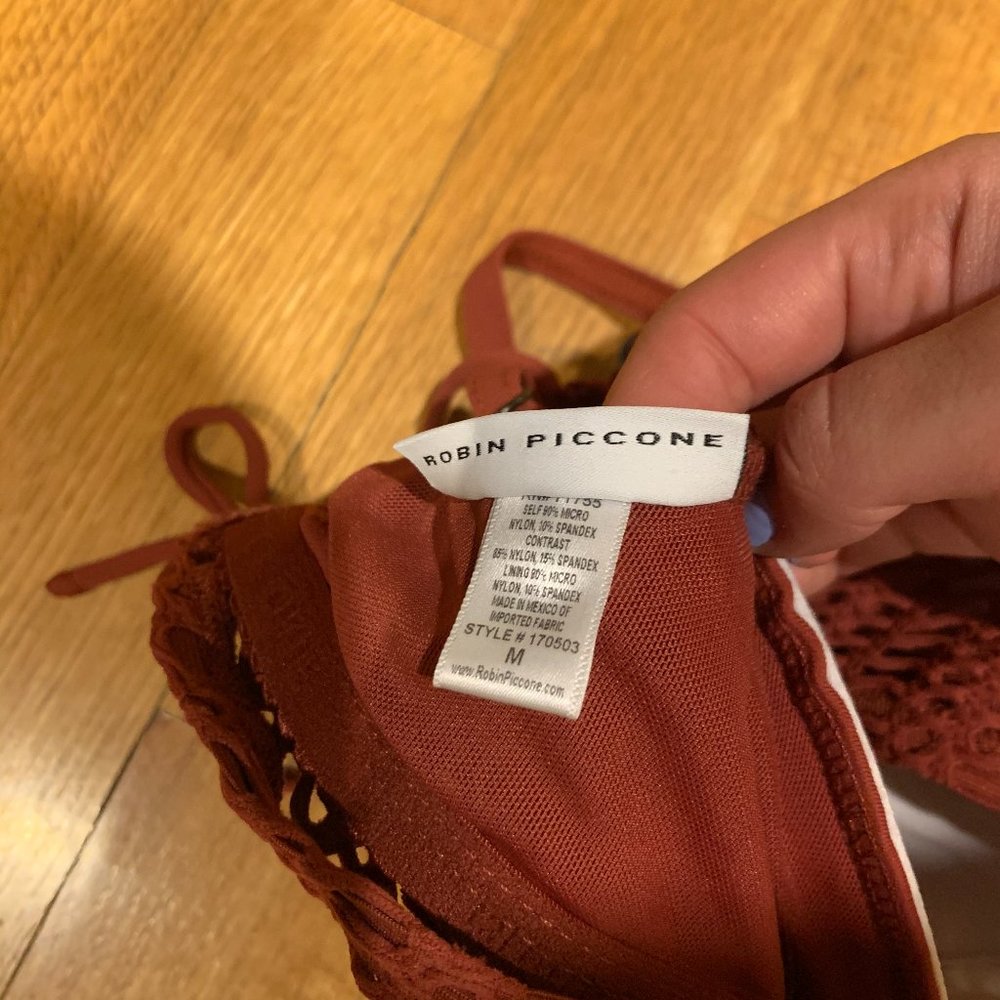 ROBIN PICCONE
SELF 90% MICRO
NYLON, 10% SPANDEX
CONTRAST
85% NYLON, 15% SPANDEX
LINING 90% MICRO
NYLON, 10% SPANDEX
MADE IN MEXICO OF
IMPORTED FABRIC
STYLE # 170503
M
www.RobinPiccone.com